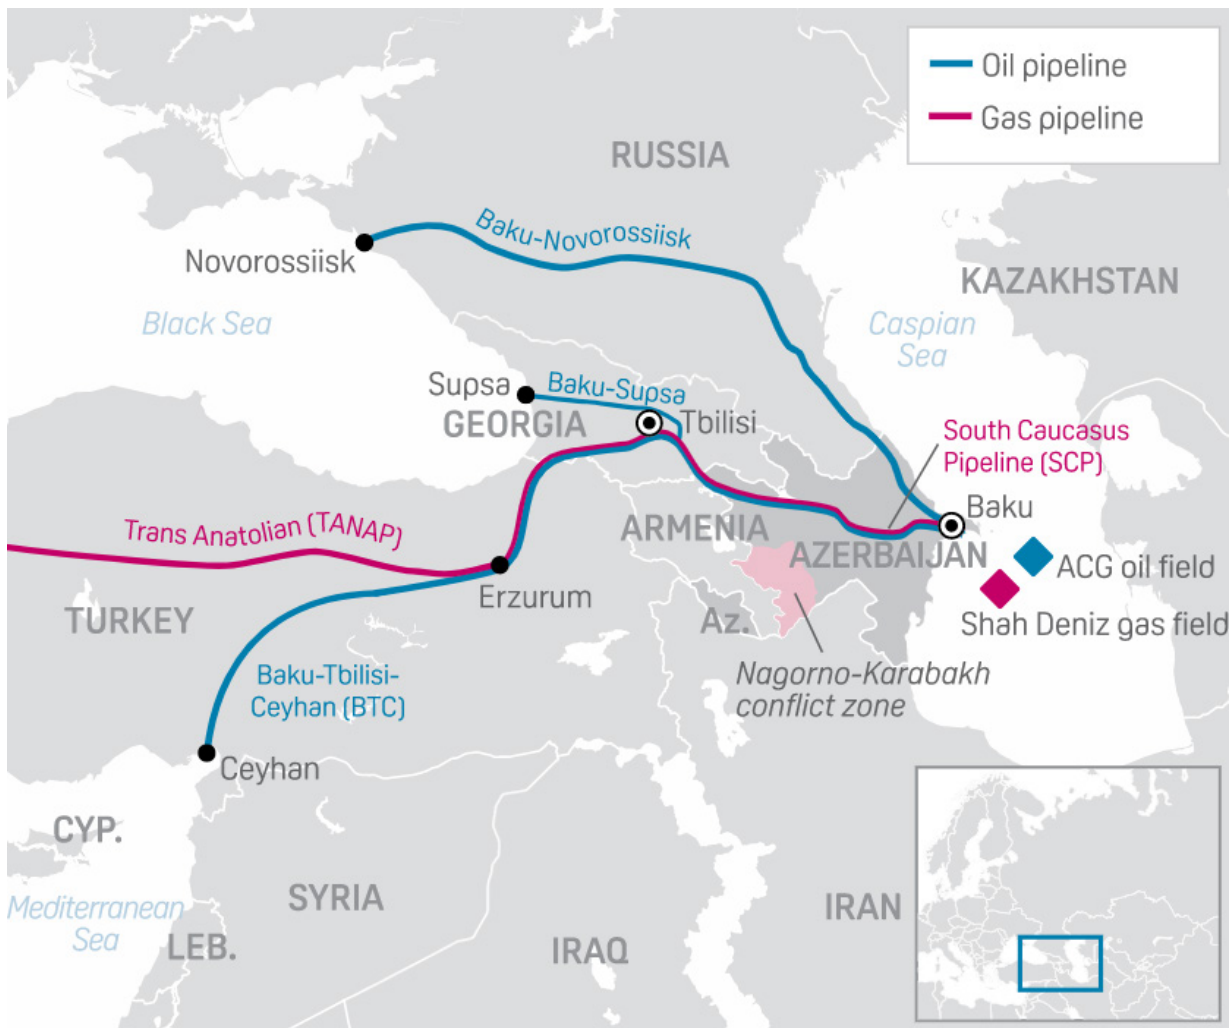 Oil pipeline
Gas pipeline
RUSSIA
Baku-Novorossiisk
Novorossiisk
KAZAKHSTAN
Black Sea
Caspian
Sea
Supsa
Baku-Supsa
GEORGIA
Tbilisi
South Caucasus
Pipeline (SCP)
Baku
Trans Anatolian (TANAP)
ARMENIA
AZERBAIJAN
ACG oil field
Erzurum
TURKEY
Az.
Shah Deniz gas field
Baku-Tbilisi-
Ceyhan (BTC)
Nagorno-Karabakh
conflict zone
Ceyhan
CYP.
SYRIA
Mediterranean
Sea
LEB.
IRAQ
IRAN